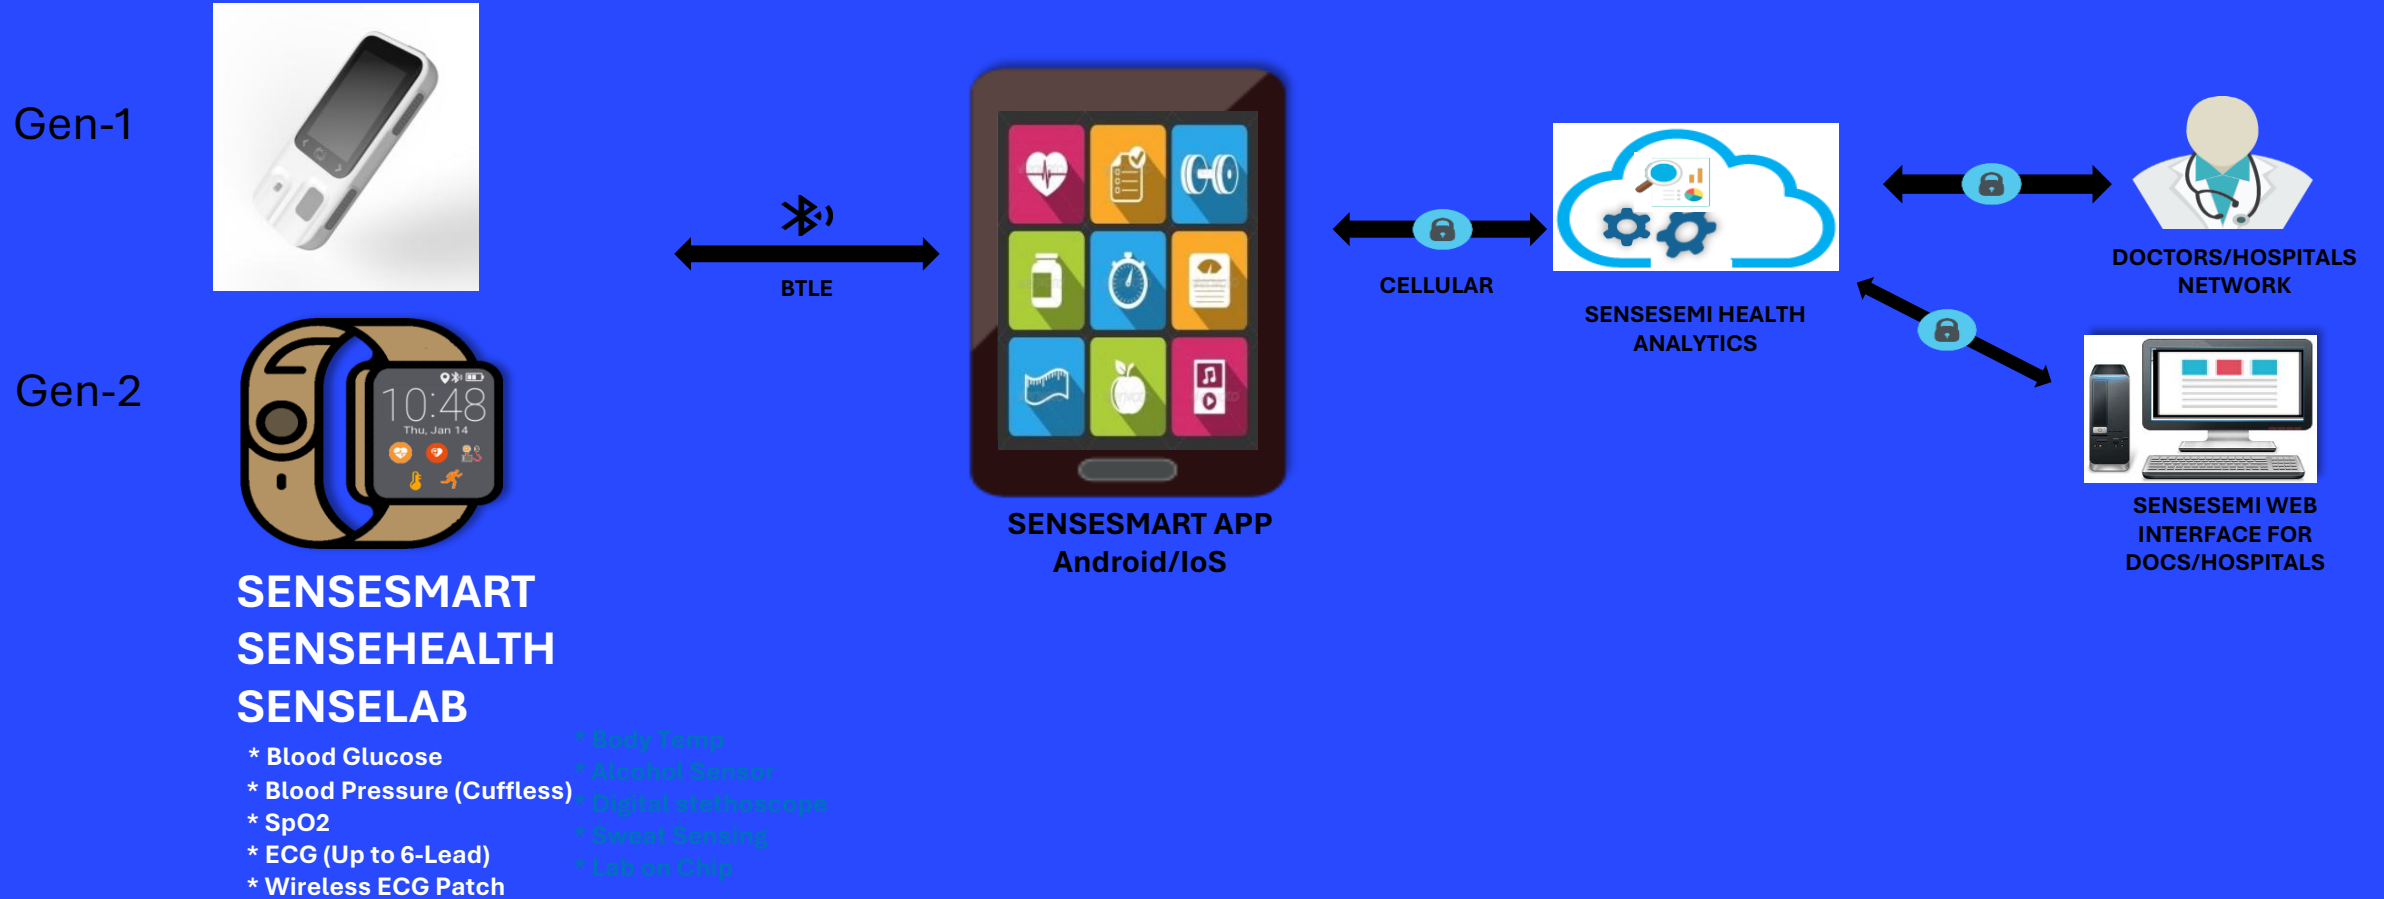 Gen-1
BTLE
CELLULAR
SENSESEMI HEALTH
ANALYTICS
DOCTORS/HOSPITALS
NETWORK
Gen-2
10:48
Thu, Jan 14
SENSESMART APP
Android/IoS
SENSESEMI WEB
INTERFACE FOR
DOCS/HOSPITALS
SENSESMART
SENSEHEALTH
SENSELAB
* Blood Glucose
* Blood Pressure (Cuffless)
* SpO2
* ECG (Up to 6-Lead)
* Wireless ECG Patch
* Body Temp
* Alcohol Sensor
* Digital stethoscope
* Sweat Sensing
* Lab on Chip